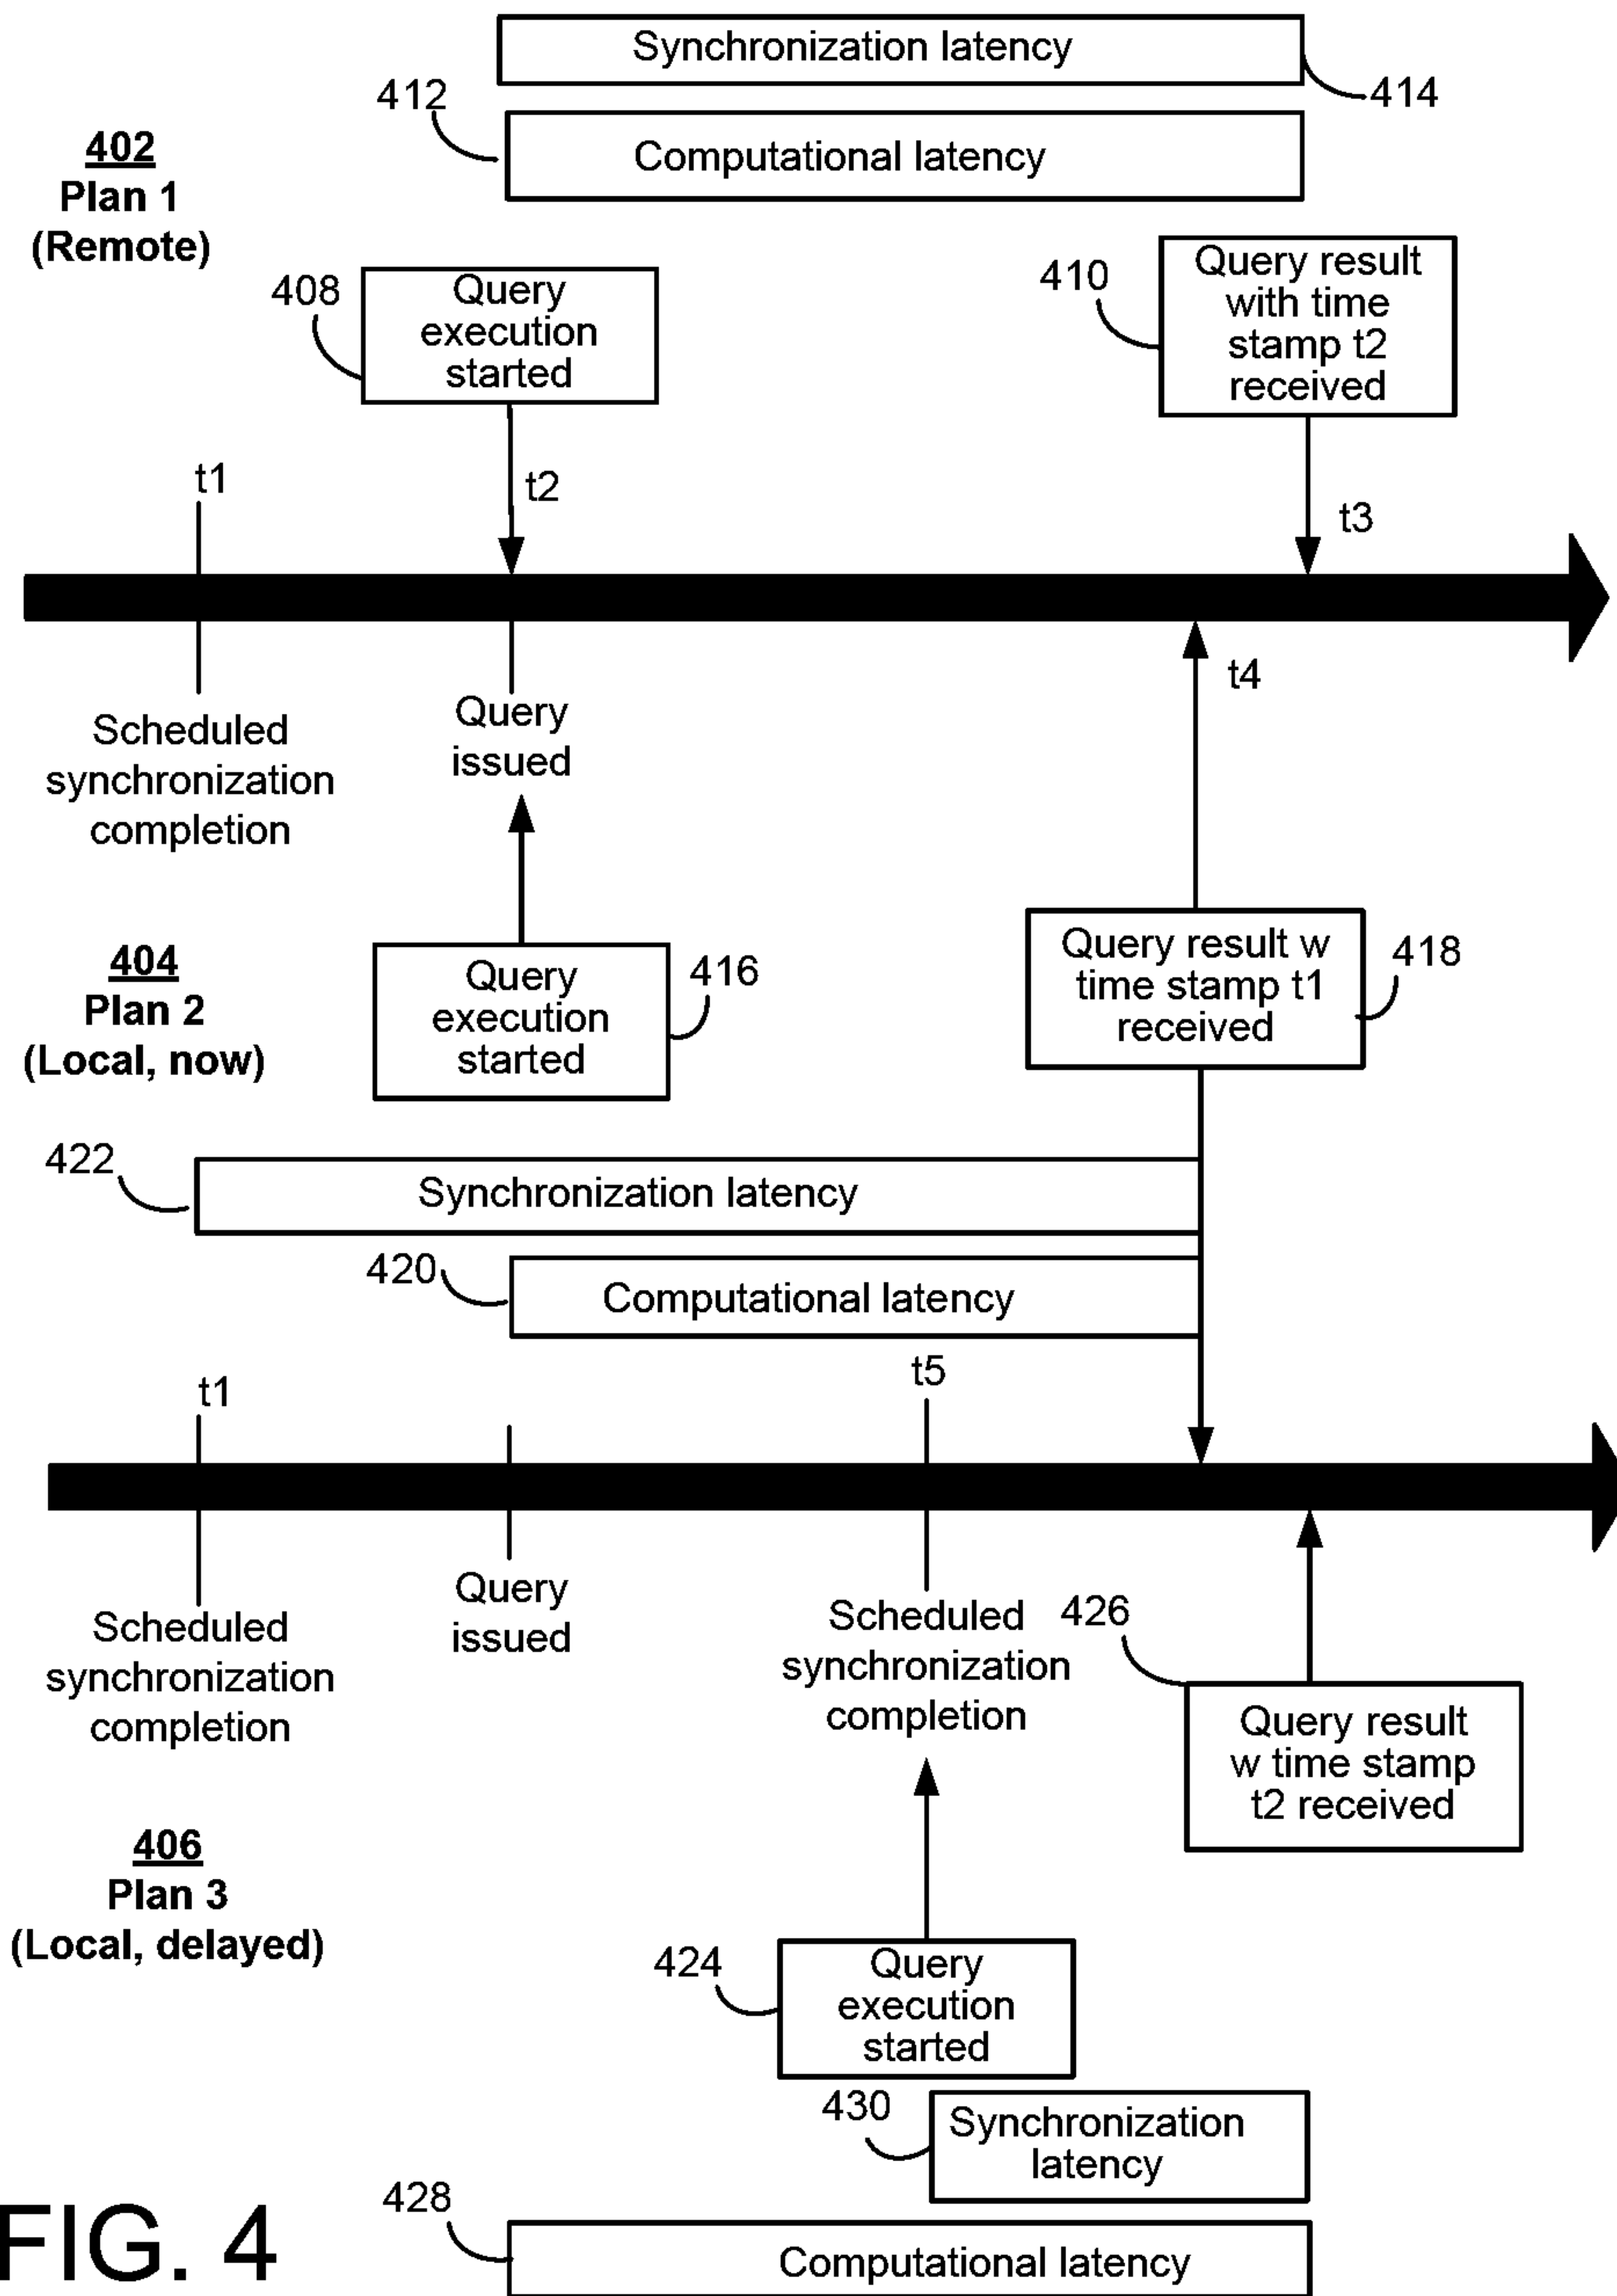 Synchronization latency
414
412
Computational latency
402
Plan 1
(Remote)
408
Query
execution
started
410
Query result
with time
stamp t2
received
t1
t2
t3
t4
Scheduled
synchronization
completion
Query
issued
404
Plan 2
(Local, now)
Query
execution
started
416
Query result w
time stamp t1
received
418
422
Synchronization latency
420
Computational latency
t1
t5
Scheduled
synchronization
completion
Query
issued
Scheduled
synchronization
completion
426
Query result
w time stamp
t2 received
406
Plan 3
(Local, delayed)
424
Query
execution
started
430
Synchronization
latency
428
Computational latency
FIG. 4